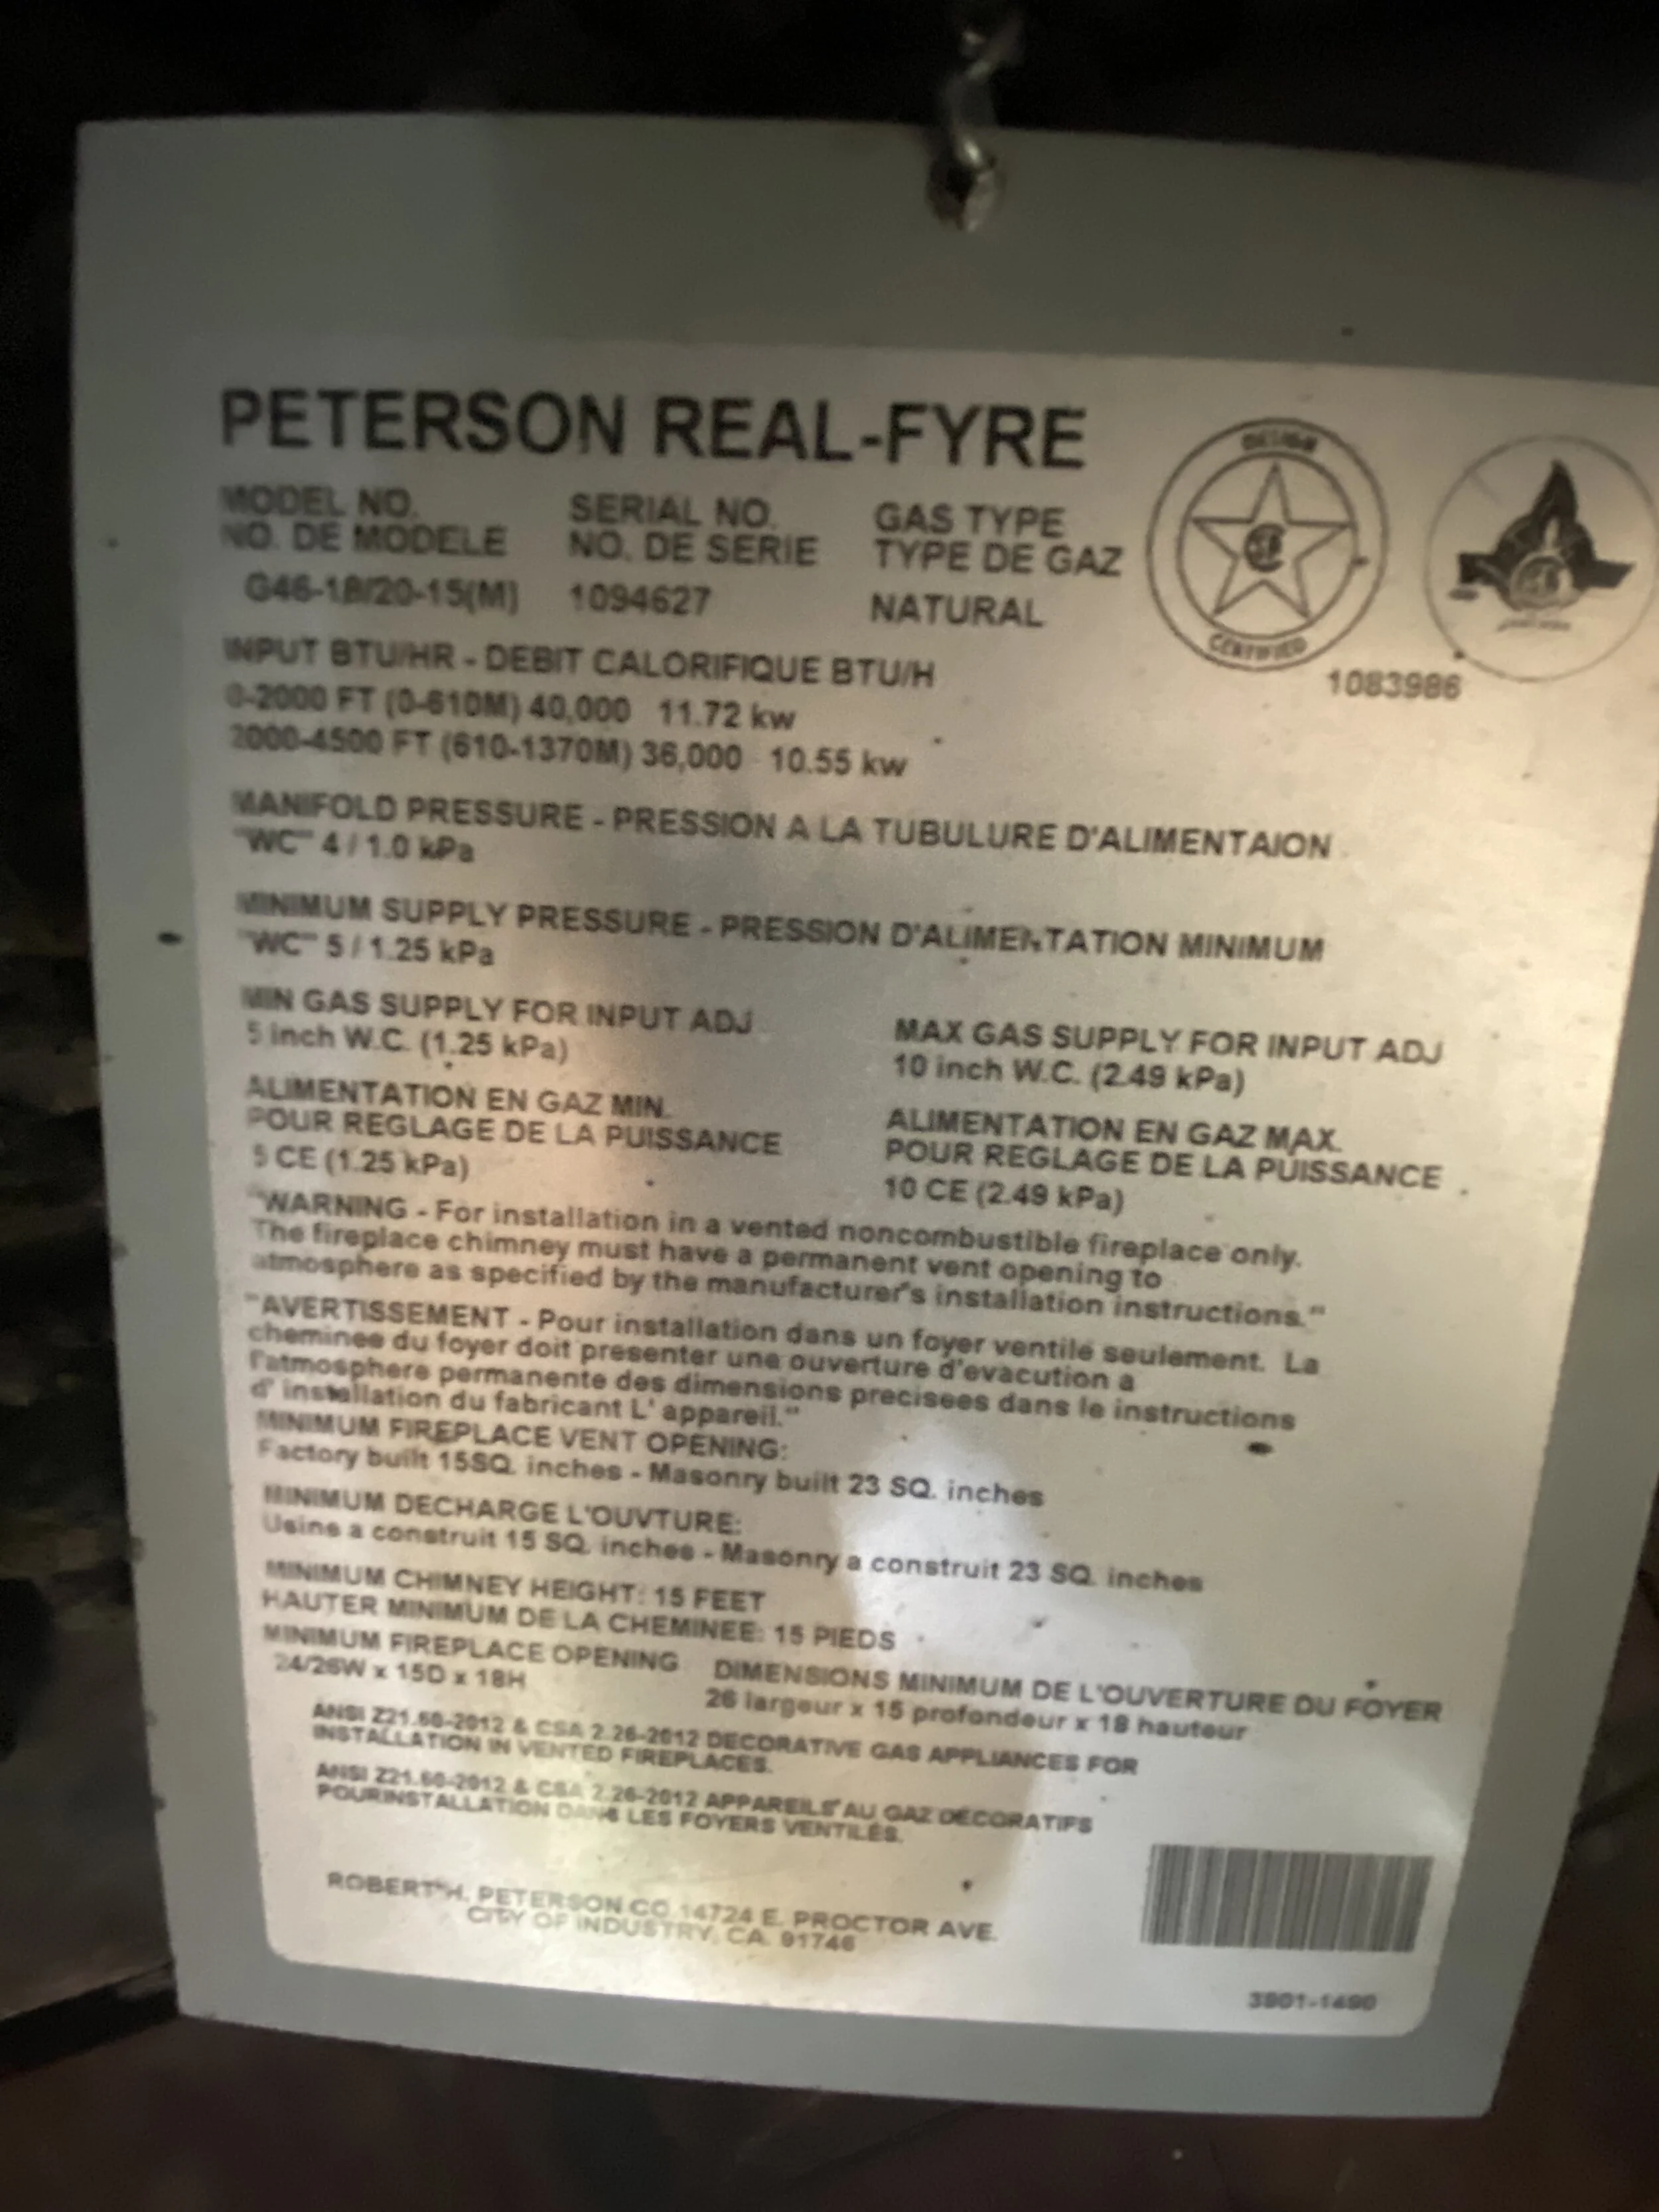 PETERSON REAL-FYRE
MODEL NO. SERIAL NO. GAS TYPE
NO. DE MODELE NO. DE SERIE TYPE DE GAZ
G46-18/20-15(M) 1094627 NATURAL
DESIGN
CERTIFIED
1083986
INPUT BTU/HR - DEBIT CALORIFIQUE BTU/H
0-2000 FT (0-610M) 40,000 11.72 kw
2000-4500 FT (610-1370M) 36,000 10.55 kw
MANIFOLD PRESSURE - PRESSION A LA TUBULURE D'ALIMENTAION
"WC" 4 / 1.0 kPa
MINIMUM SUPPLY PRESSURE - PRESSION D'ALIMENTATION MINIMUM
"WC" 5 / 1.25 kPa
MIN GAS SUPPLY FOR INPUT ADJ
5 inch W.C. (1.25 kPa)
ALIMENTATION EN GAZ MIN.
POUR REGLAGE DE LA PUISSANCE
5 CE (1.25 kPa)
MAX GAS SUPPLY FOR INPUT ADJ
10 inch W.C. (2.49 kPa)
ALIMENTATION EN GAZ MAX.
POUR REGLAGE DE LA PUISSANCE
10 CE (2.49 kPa)
"WARNING - For installation in a vented noncombustible fireplace only.
The fireplace chimney must have a permanent vent opening to
atmosphere as specified by the manufacturer's installation instructions."
"AVERTISSEMENT - Pour installation dans un foyer ventile seulement. La
cheminee du foyer doit presenter une ouverture d'evacution a
l'atmosphere permanente des dimensions precisees dans le instructions
d' installation du fabricant L' appareil."
MINIMUM FIREPLACE VENT OPENING:
Factory built 15SQ. inches - Masonry built 23 SQ. inches
MINIMUM DECHARGE L'OUVTURE:
Usine a construit 15 SQ. inches - Masonry a construit 23 SQ. inches
MINIMUM CHIMNEY HEIGHT: 15 FEET
HAUTER MINIMUM DE LA CHEMINEE: 15 PIEDS
MINIMUM FIREPLACE OPENING DIMENSIONS MINIMUM DE L'OUVERTURE DU FOYER
24/26W x 15D x 18H 26 largeur x 15 profondeur x 18 hauteur
ANSI Z21.60-2012 & CSA 2.26-2012 DECORATIVE GAS APPLIANCES FOR
INSTALLATION IN VENTED FIREPLACES.
ANSI Z21.60-2012 & CSA 2.26-2012 APPAREILS AU GAZ DÉCORATIFS
POURINSTALLATION DANS LES FOYERS VENTILÉS.
ROBERT H. PETERSON CO. 14724 E. PROCTOR AVE.
CITY OF INDUSTRY, CA. 91746
3901-1490